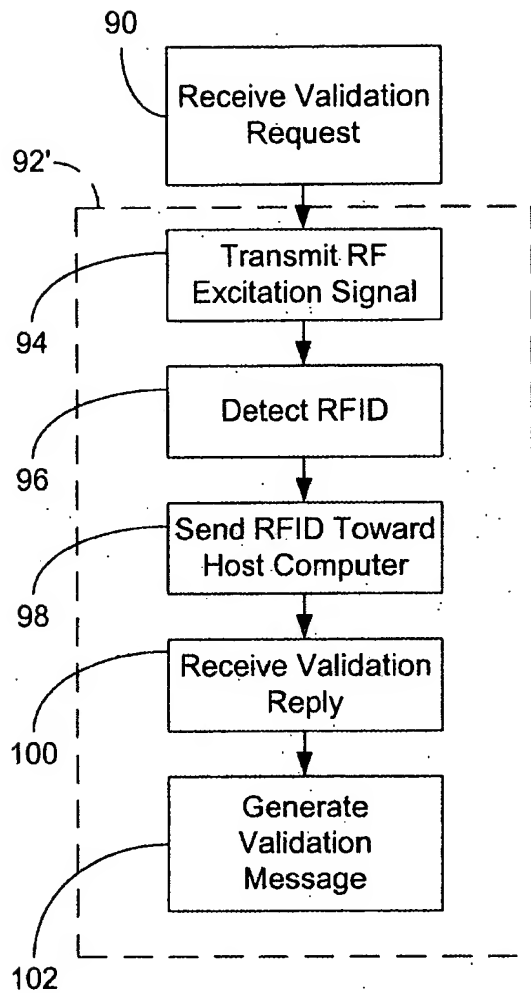 90
Receive Validation
Request
92'
Transmit RF
Excitation Signal
94
Detect RFID
96
Send RFID Toward
Host Computer
98
Receive Validation
Reply
100
Generate
Validation
Message
102